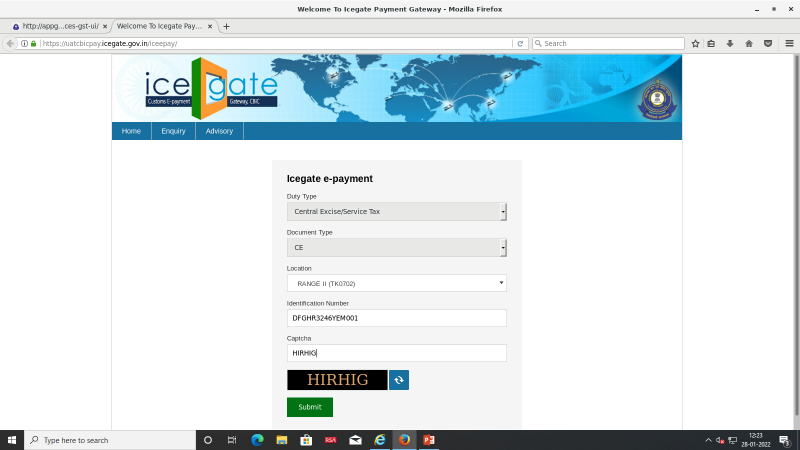 Welcome To Icegate Payment Gateway - Mozilla Firefox
http://appg...ces-gst-ui/
Welcome To Icegate Pay...
https://uatcbicpay.icegate.gov.in/iceepay/
Search
icegate
Customs E-payment Gateway, CBIC
Home Enquiry Advisory
Icegate e-payment
Duty Type
Central Excise/Service Tax
Document Type
CE
Location
RANGE II (TK0702)
Identification Number
DFGHR3246YEM001
Captcha
HIRHIG
HIRHIG
Submit
Type here to search
RSA
12:23
28-01-2022
3